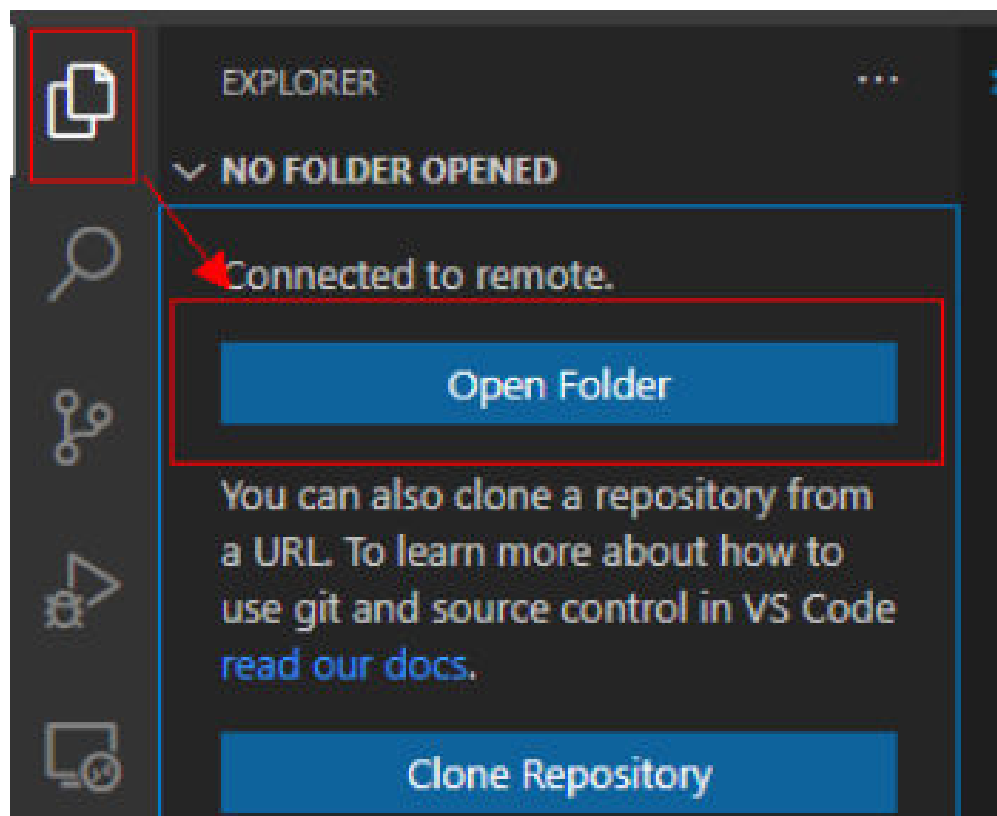 EXPLORER
NO FOLDER OPENED
Connected to remote.
Open Folder
You can also clone a repository from
a URL. To learn more about how to
use git and source control in VS Code
read our docs.
Clone Repository